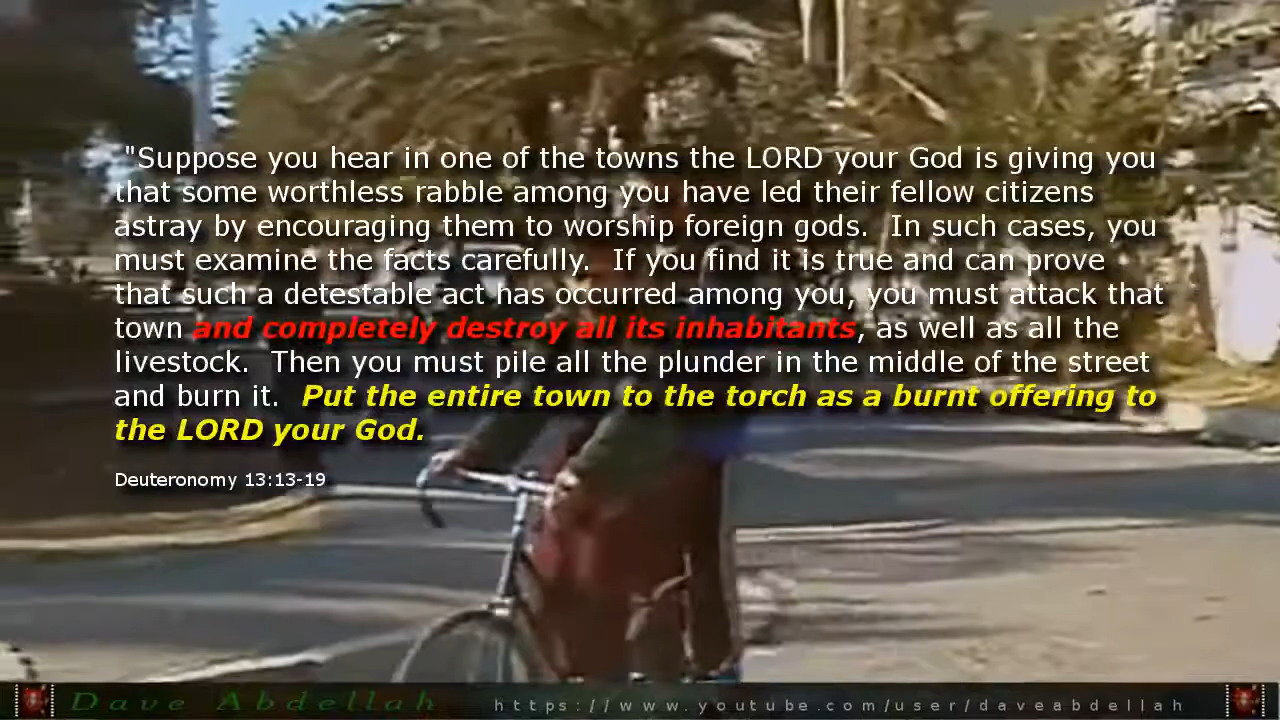 "Suppose you hear in one of the towns the LORD your God is giving you
that some worthless rabble among you have led their fellow citizens
astray by encouraging them to worship foreign gods.  In such cases, you
must examine the facts carefully.  If you find it is true and can prove
that such a detestable act has occurred among you, you must attack that
town and completely destroy all its inhabitants, as well as all the
livestock.  Then you must pile all the plunder in the middle of the street
and burn it.  Put the entire town to the torch as a burnt offering to
the LORD your God.
Deuteronomy 13:13-19
Dave Abdellah https://www.youtube.com/user/daveabdellah